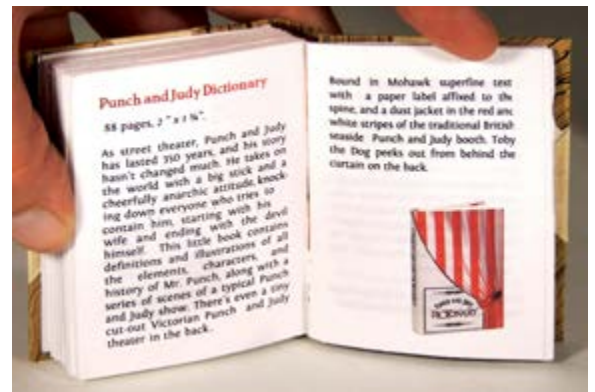 Punch and Judy Dictionary
88 pages, 2 " x 1 ¾".
As street theater, Punch and Judy
has lasted 350 years, and his story
hasn't changed much. He takes on
the world with a big stick and a
cheerfully anarchic attitude, knock-
ing down everyone who tries to
contain him, starting with his
wife and ending with the devil
himself. This little book contains
definitions and illustrations of all
the elements, characters, and
history of Mr. Punch, along with a
series of scenes of a typical Punch
and Judy show. There's even a tiny
cut-out Victorian Punch and Judy
theater in the back.
Bound in Mohawk superfine text
with a paper label affixed to the
spine, and a dust jacket in the red and
white stripes of the traditional British
seaside Punch and Judy booth. Toby
the Dog peeks out from behind the
curtain on the back.
PUNCH AND JUDY
DICTIONARY